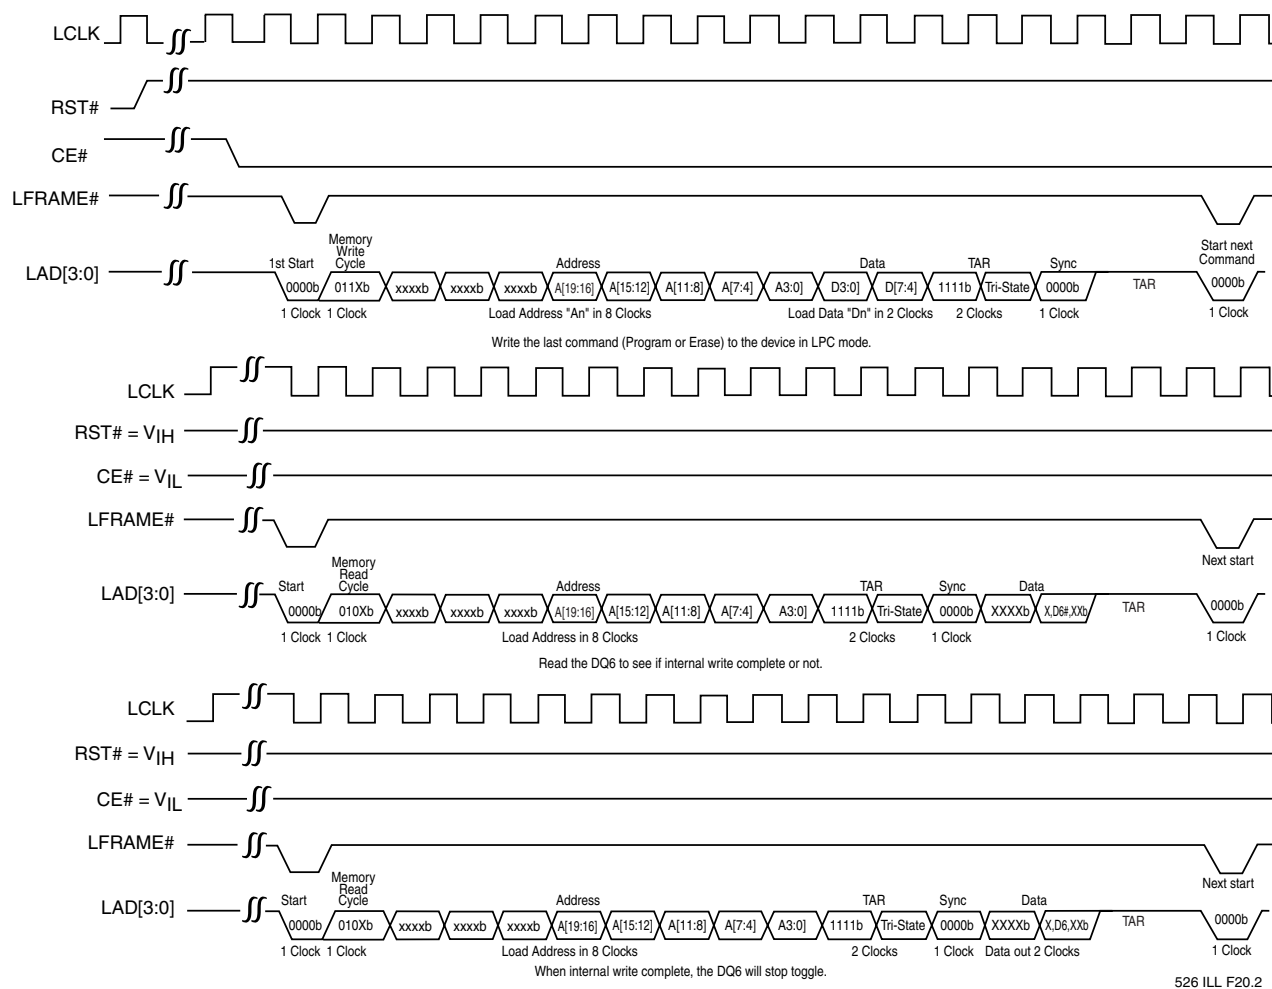 LCLK
RST#
CE#
LFRAME#
LAD[3:0]
1st Start
Memory
Write
Cycle
Address
Data
TAR
Sync
Start next
Command
0000b 011Xb xxxxb xxxxb xxxxb A[19:16] A[15:12] A[11:8] A[7:4] A3:0] D3:0] D[7:4] 1111b Tri-State 0000b TAR 0000b
1 Clock 1 Clock Load Address "An" in 8 Clocks Load Data "Dn" in 2 Clocks 2 Clocks 1 Clock 1 Clock
Write the last command (Program or Erase) to the device in LPC mode.
LCLK
RST# = VIH
CE# = VIL
LFRAME#
Next start
LAD[3:0]
Start
Memory
Read
Cycle
Address
TAR
Sync
Data
0000b 010Xb xxxxb xxxxb xxxxb A[19:16] A[15:12] A[11:8] A[7:4] A3:0] 1111b Tri-State 0000b XXXXb X,D6#,XXb TAR 0000b
1 Clock 1 Clock Load Address in 8 Clocks 2 Clocks 1 Clock 1 Clock
Read the DQ6 to see if internal write complete or not.
LCLK
RST# = VIH
CE# = VIL
LFRAME#
Next start
LAD[3:0]
Start
Memory
Read
Cycle
Address
TAR
Sync
Data
0000b 010Xb xxxxb xxxxb xxxxb A[19:16] A[15:12] A[11:8] A[7:4] A3:0] 1111b Tri-State 0000b XXXXb X,D6,XXb TAR 0000b
1 Clock 1 Clock Load Address in 8 Clocks 2 Clocks 1 Clock Data out 2 Clocks 1 Clock
When internal write complete, the DQ6 will stop toggle.
526 ILL F20.2